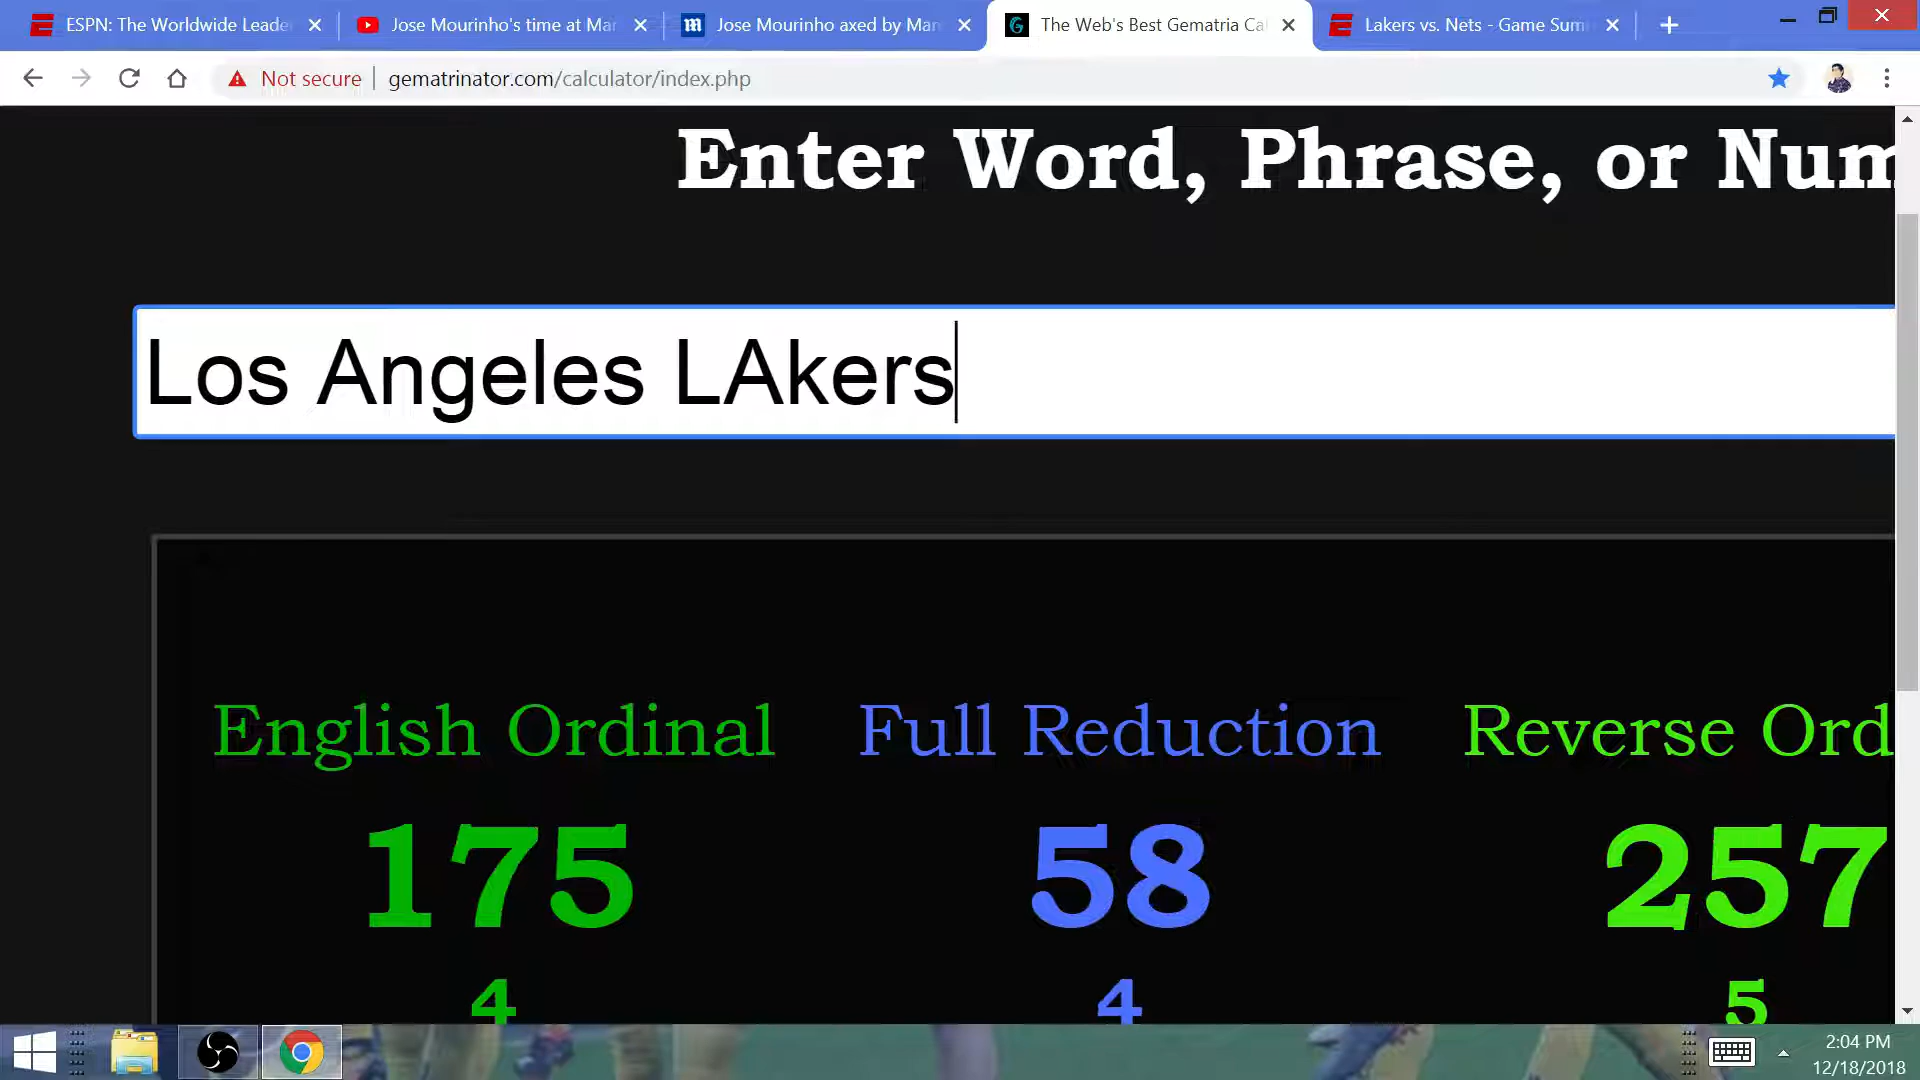 ESPN: The Worldwide Leade
Jose Mourinho's time at Mar
m Jose Mourinho axed by Man
G The Web's Best Gematria Cal
Lakers vs. Nets - Game Sum
Not secure | gematrinator.com/calculator/index.php
Enter Word, Phrase, or Num
Los Angeles LAkers
English Ordinal Full Reduction Reverse Ord
175 58 257
4 4 5
2:04 PM
12/18/2018